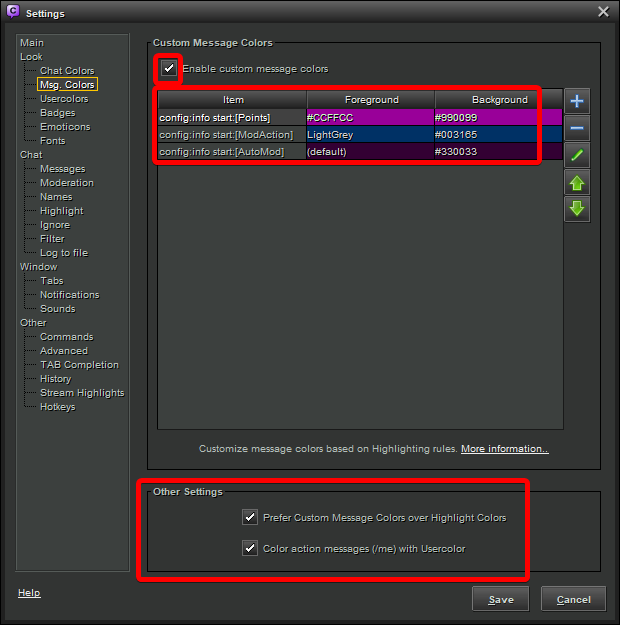 Settings
Main
Look
Chat Colors
Msg. Colors
Usercolors
Badges
Emoticons
Fonts
Chat
Messages
Moderation
Names
Highlight
Ignore
Filter
Log to file
Window
Tabs
Notifications
Sounds
Other
Commands
Advanced
TAB Completion
History
Stream Highlights
Hotkeys
Custom Message Colors
Enable custom message colors
Item Foreground Background
config:info start:[Points] #CCFFCC #990099
config:info start:[ModAction] LightGrey #003165
config:info start:[AutoMod] (default) #330033
Customize message colors based on Highlighting rules. More information..
Other Settings
Prefer Custom Message Colors over Highlight Colors
Color action messages (/me) with Usercolor
Help
Save Cancel